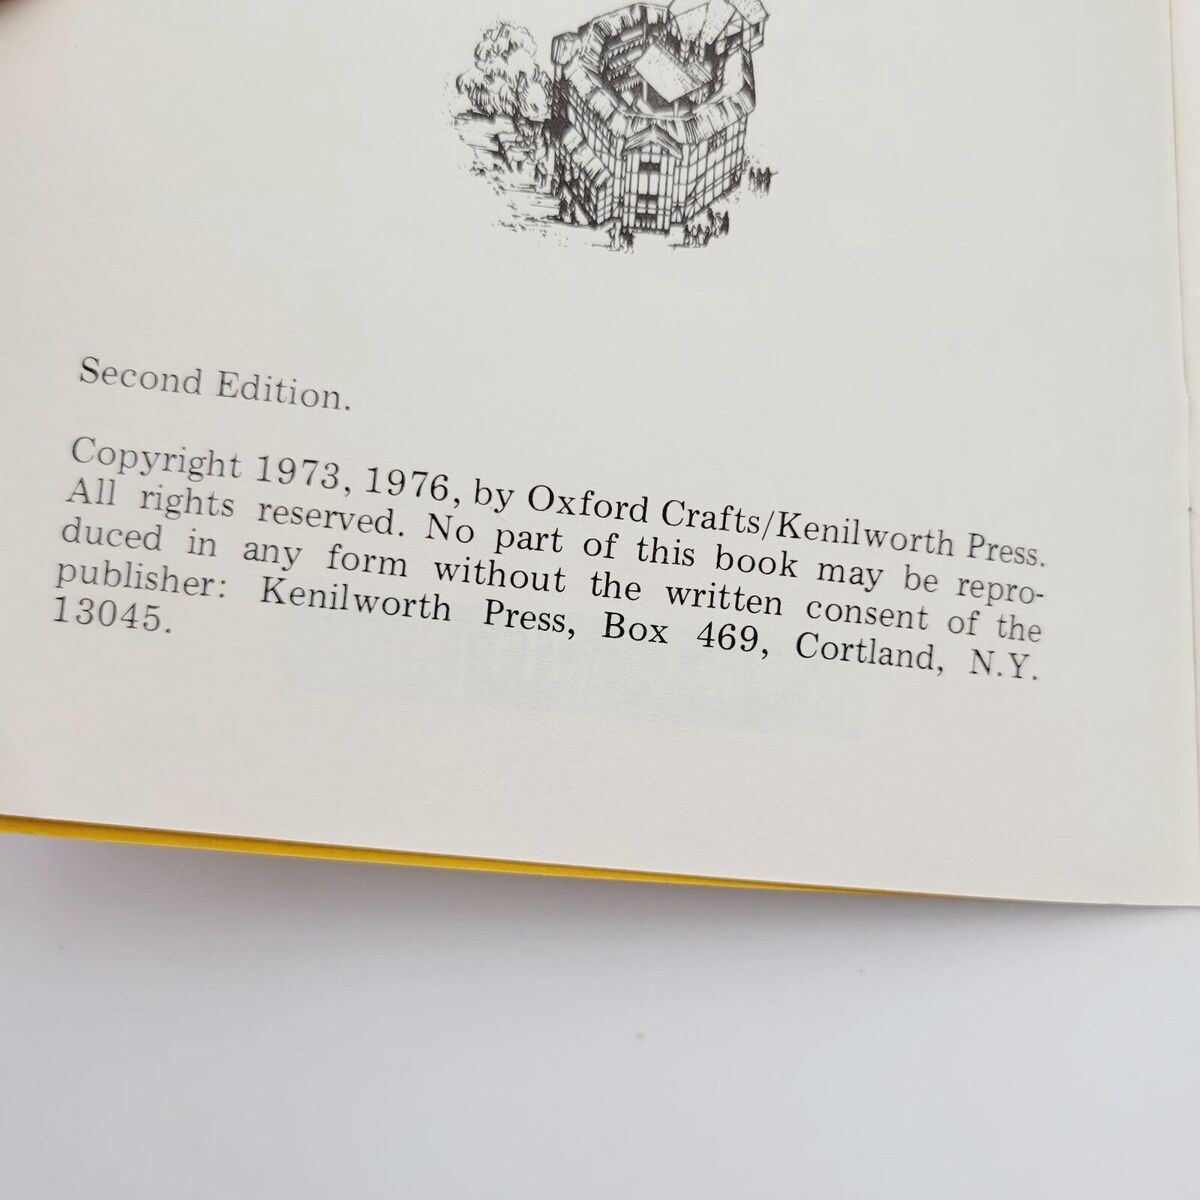 Second Edition.
Copyright 1973, 1976, by Oxford Crafts/Kenilworth Press.
All rights reserved. No part of this book may be repro-
duced in any form without the written consent of the
publisher: Kenilworth Press, Box 469, Cortland, N.Y.
13045.